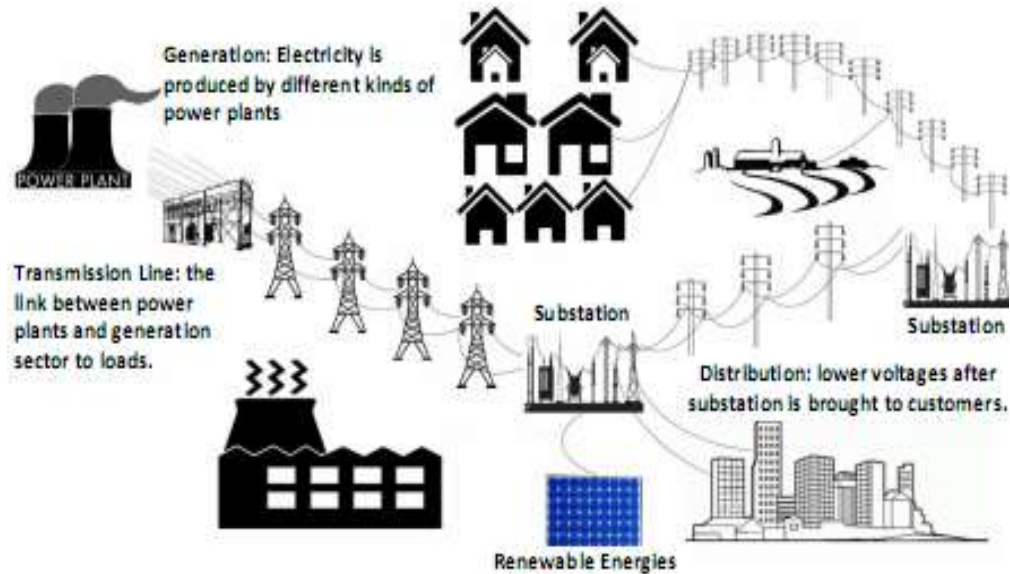 Generation: Electricity is
produced by different kinds of
power plants
POWER PLANT
Transmission Line: the
link between power
plants and generation
sector to loads.
Substation
Substation
Distribution: lower voltages after
substation is brought to customers.
Renewable Energies